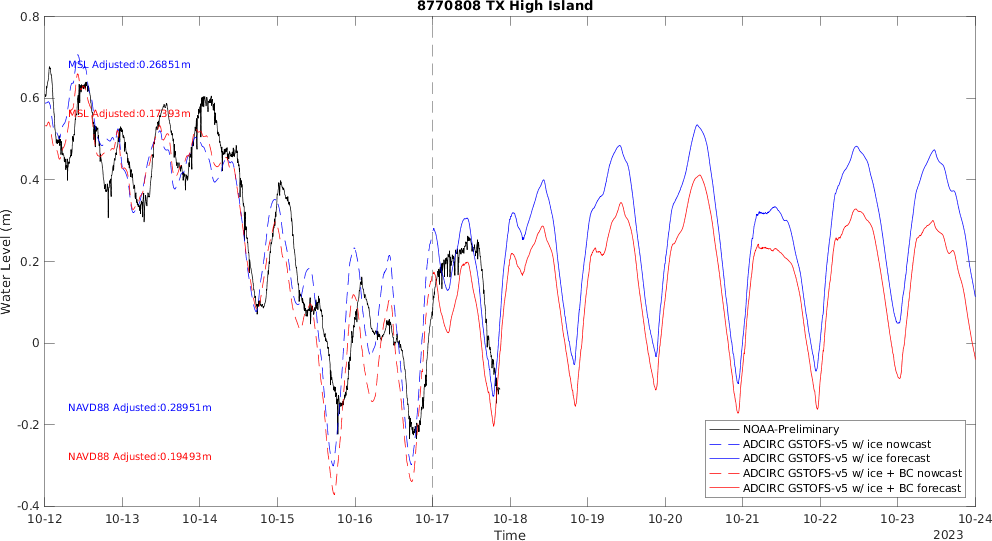 8770808 TX High Island
Water Level (m)
0.8
0.6
0.4
0.2
0
-0.2
-0.4
MSL Adjusted:0.26851m
MSL Adjusted:0.17393m
NAVD88 Adjusted:0.28951m
NAVD88 Adjusted:0.19493m
NOAA-Preliminary
ADCIRC GSTOFS-v5 w/ ice nowcast
ADCIRC GSTOFS-v5 w/ ice forecast
ADCIRC GSTOFS-v5 w/ ice + BC nowcast
ADCIRC GSTOFS-v5 w/ ice + BC forecast
10-12 10-13 10-14 10-15 10-16 10-17 10-18 10-19 10-20 10-21 10-22 10-23 10-24
Time
2023